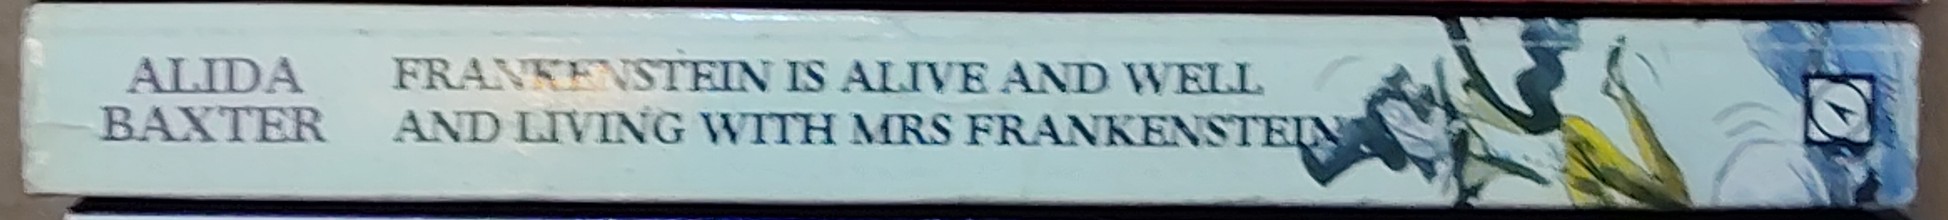 ALIDA
BAXTER
FRANKENSTEIN IS ALIVE AND WELL
AND LIVING WITH MRS FRANKENSTEIN
A